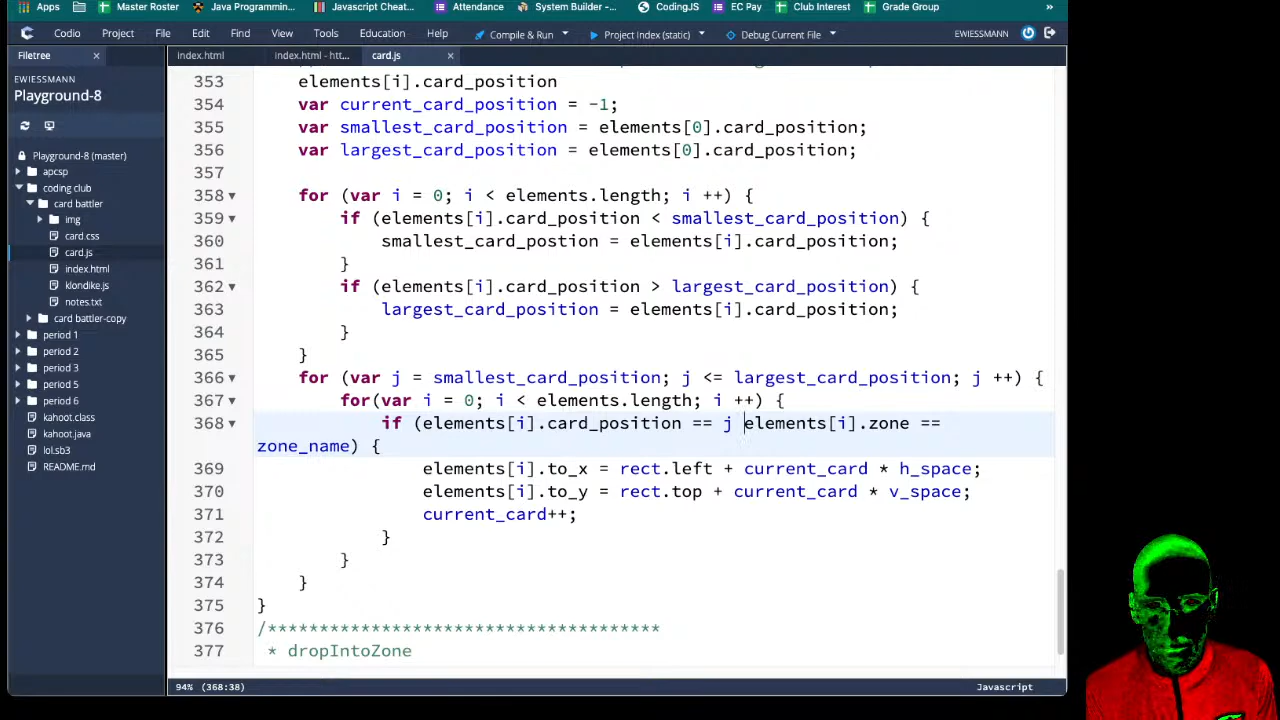 Apps Master Roster Java Programmin... Javascript Cheat... Attendance System Builder -... CodingJS EC Pay Club Interest Grade Group »
Codio Project File Edit Find View Tools Education Help Compile & Run Project Index (static) Debug Current File EWIESSMANN
Filetree × index.html index.html - htt... card.js ×
EWIESSMANN
Playground-8
Playground-8 (master)
apcsp
coding club
card battler
img
card.css
card.js
index.html
klondike.js
notes.txt
card battler-copy
period 1
period 2
period 3
period 5
period 6
kahoot.class
kahoot.java
lol.sb3
README.md
353 elements[i].card_position
354 var current_card_position = -1;
355 var smallest_card_position = elements[0].card_position;
356 var largest_card_position = elements[0].card_position;
357
358 for (var i = 0; i < elements.length; i ++) {
359 if (elements[i].card_position < smallest_card_position) {
360 smallest_card_postion = elements[i].card_position;
361 }
362 if (elements[i].card_position > largest_card_position) {
363 largest_card_position = elements[i].card_position;
364 }
365 }
366 for (var j = smallest_card_position; j <= largest_card_position; j ++) {
367 for(var i = 0; i < elements.length; i ++) {
368 if (elements[i].card_position == j elements[i].zone ==
zone_name) {
369 elements[i].to_x = rect.left + current_card * h_space;
370 elements[i].to_y = rect.top + current_card * v_space;
371 current_card++;
372 }
373 }
374 }
375 }
376 /**************************************
377 * dropIntoZone
94% (368:38) Javascript